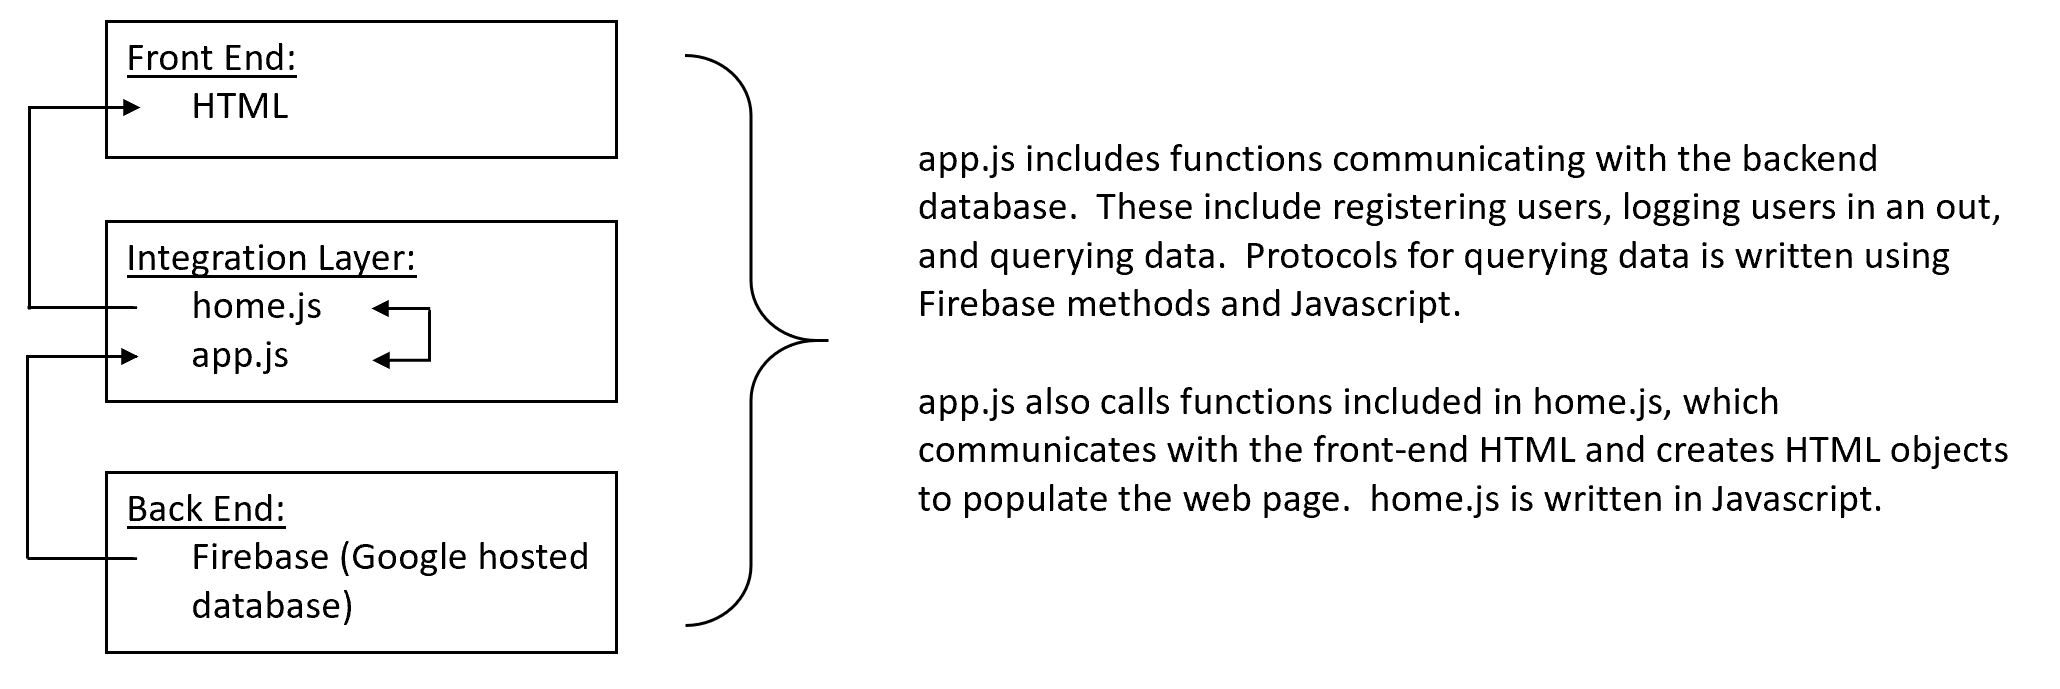 Front End:
HTML
Integration Layer:
home.js
app.js
Back End:
Firebase (Google hosted
database)
app.js includes functions communicating with the backend
database.  These include registering users, logging users in an out,
and querying data.  Protocols for querying data is written using
Firebase methods and Javascript.
app.js also calls functions included in home.js, which
communicates with the front-end HTML and creates HTML objects
to populate the web page.  home.js is written in Javascript.